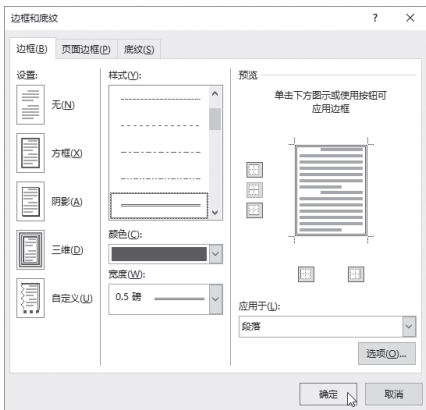 边框和底纹 ? ×
边框(B) 页面边框(P) 底纹(S)
设置:
无(N)
方框(X)
阴影(A)
三维(D)
自定义(U)
样式(Y):
颜色(C):
宽度(W):
0.5 磅
预览
单击下方图示或使用按钮可
应用边框
应用于(L):
段落
选项(O)...
确定 取消